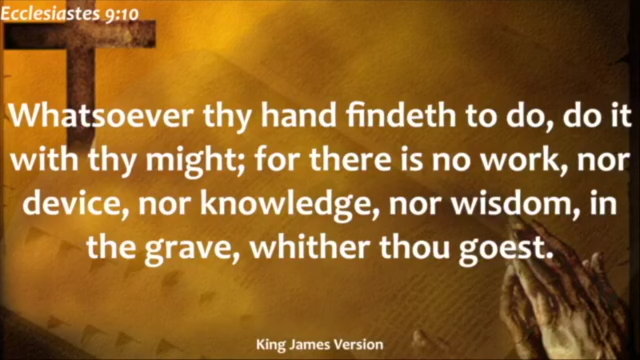 Ecclesiastes 9:10
Whatsoever thy hand findeth to do, do it
with thy might; for there is no work, nor
device, nor knowledge, nor wisdom, in
the grave, whither thou goest.
King James Version